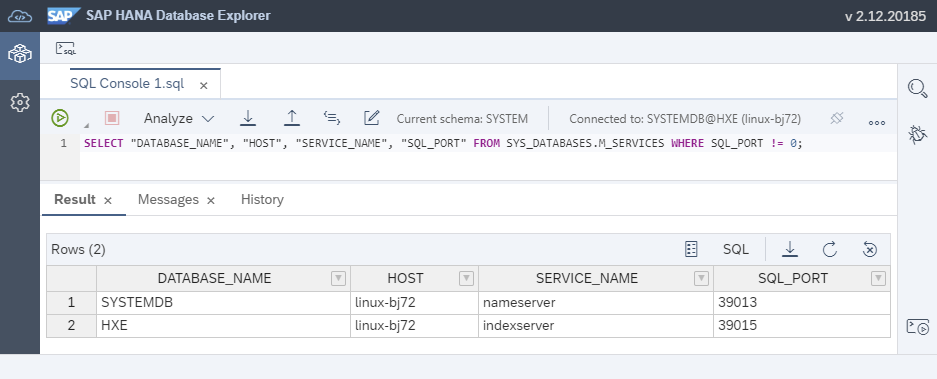 SAP SAP HANA Database Explorer v 2.12.20185
SQL
SQL Console 1.sql ×
Analyze Current schema: SYSTEM Connected to: SYSTEMDB@HXE (linux-bj72)
1 SELECT "DATABASE_NAME", "HOST", "SERVICE_NAME", "SQL_PORT" FROM SYS_DATABASES.M_SERVICES WHERE SQL_PORT != 0;
Result × Messages × History
Rows (2) SQL
DATABASE_NAME HOST SERVICE_NAME SQL_PORT
1 SYSTEMDB linux-bj72 nameserver 39013
2 HXE linux-bj72 indexserver 39015